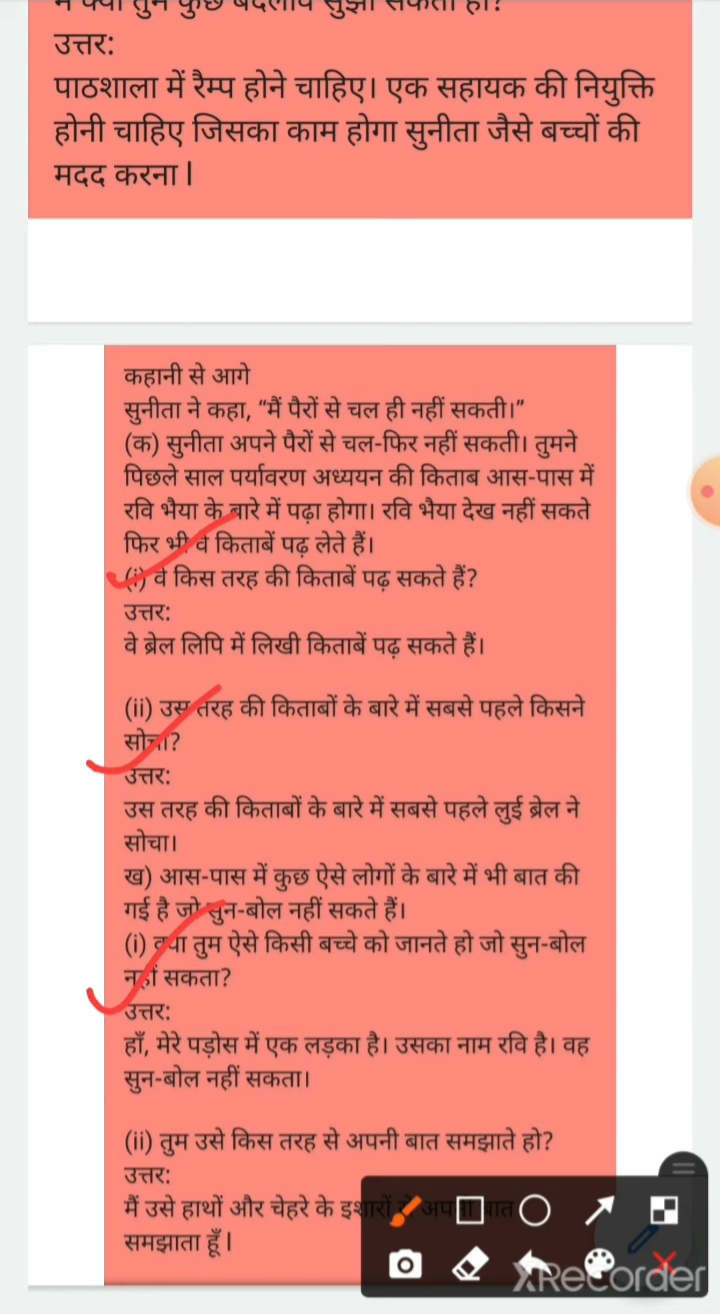 में क्या तुम कुछ बदलाव सुझा सकती हो?
उत्तर:
पाठशाला में रैम्प होने चाहिए। एक सहायक की नियुक्ति
होनी चाहिए जिसका काम होगा सुनीता जैसे बच्चों की
मदद करना।
कहानी से आगे
सुनीता ने कहा, “मैं पैरों से चल ही नहीं सकती।”
(क) सुनीता अपने पैरों से चल-फिर नहीं सकती। तुमने
पिछले साल पर्यावरण अध्ययन की किताब आस-पास में
रवि भैया के बारे में पढ़ा होगा। रवि भैया देख नहीं सकते
फिर भी वे किताबें पढ़ लेते हैं।
(i) वे किस तरह की किताबें पढ़ सकते हैं?
उत्तर:
वे ब्रेल लिपि में लिखी किताबें पढ़ सकते हैं।
(ii) उस तरह की किताबों के बारे में सबसे पहले किसने
सोचा?
उत्तर:
उस तरह की किताबों के बारे में सबसे पहले लुई ब्रेल ने
सोचा।
ख) आस-पास में कुछ ऐसे लोगों के बारे में भी बात की
गई है जो सुन-बोल नहीं सकते हैं।
(i) क्या तुम ऐसे किसी बच्चे को जानते हो जो सुन-बोल
नहीं सकता?
उत्तर:
हाँ, मेरे पड़ोस में एक लड़का है। उसका नाम रवि है। वह
सुन-बोल नहीं सकता।
(ii) तुम उसे किस तरह से अपनी बात समझाते हो?
उत्तर:
मैं उसे हाथों और चेहरे के इशारों से अपनी बात
समझाता हूँ।
XRecorder